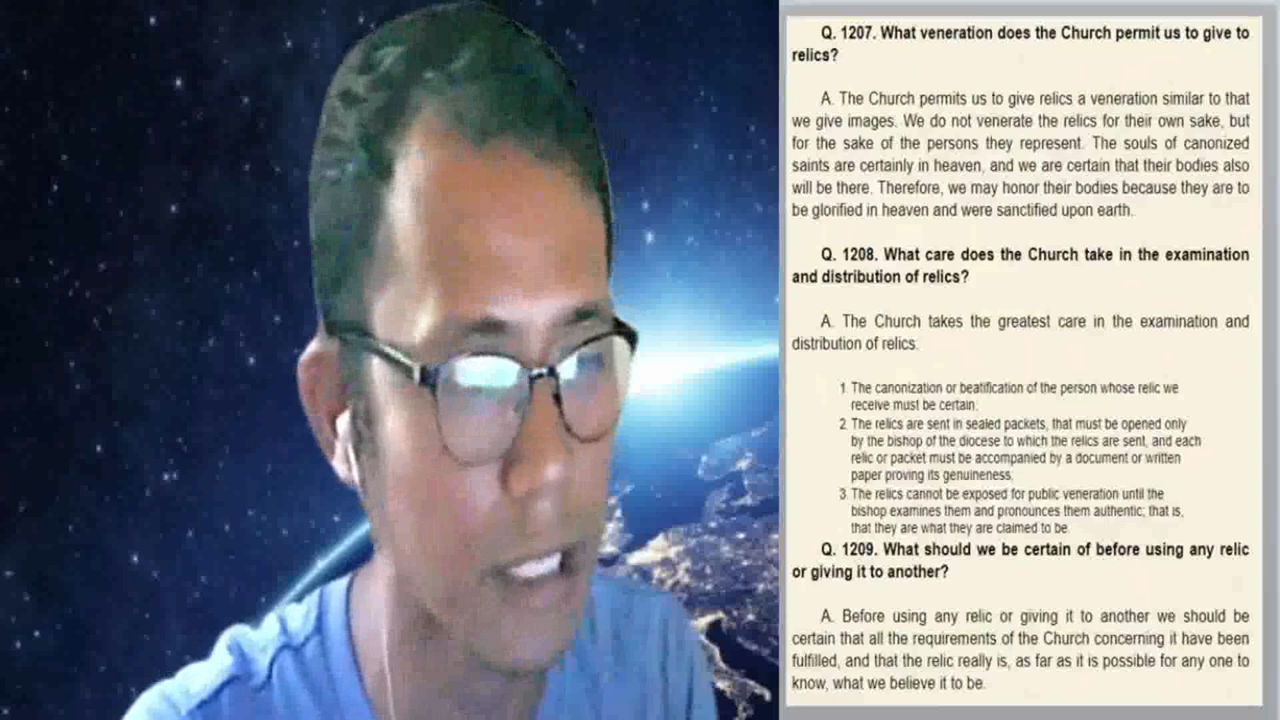 Q. 1207. What veneration does the Church permit us to give to
relics?
A. The Church permits us to give relics a veneration similar to that
we give images. We do not venerate the relics for their own sake, but
for the sake of the persons they represent. The souls of canonized
saints are certainly in heaven, and we are certain that their bodies also
will be there. Therefore, we may honor their bodies because they are to
be glorified in heaven and were sanctified upon earth.
Q. 1208. What care does the Church take in the examination
and distribution of relics?
A. The Church takes the greatest care in the examination and
distribution of relics.
1. The canonization or beatification of the person whose relic we
receive must be certain;
2. The relics are sent in sealed packets, that must be opened only
by the bishop of the diocese to which the relics are sent, and each
relic or packet must be accompanied by a document or written
paper proving its genuineness;
3. The relics cannot be exposed for public veneration until the
bishop examines them and pronounces them authentic; that is,
that they are what they are claimed to be.
Q. 1209. What should we be certain of before using any relic
or giving it to another?
A. Before using any relic or giving it to another we should be
certain that all the requirements of the Church concerning it have been
fulfilled, and that the relic really is, as far as it is possible for any one to
know, what we believe it to be.